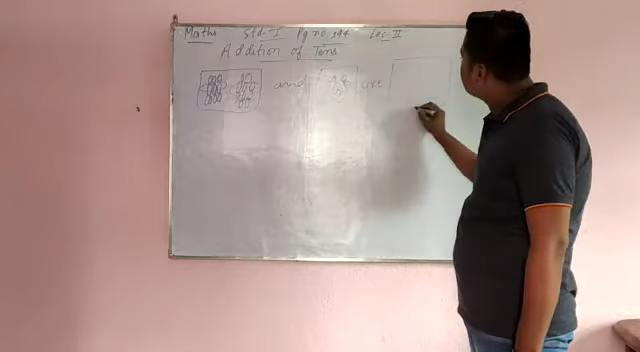 Maths Std-I Pg no. 144 Lec-II
Addition of Tens
and are